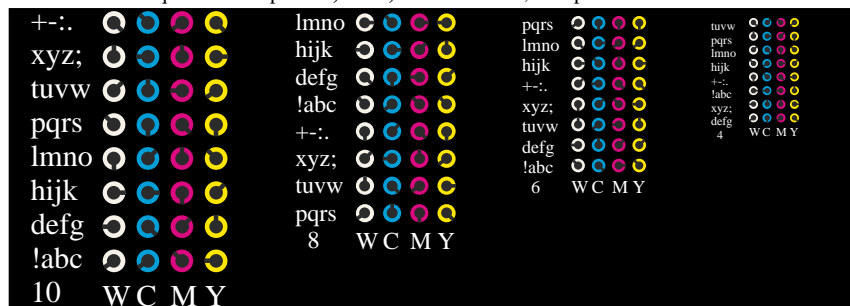 +-:.
xyz;
tuvw
pqrs
lmno
hijk
defg
!abc
10 W C M Y
lmno
hijk
defg
!abc
+-:.
xyz;
tuvw
pqrs
8 W C M Y
pqrs
lmno
hijk
+-:.
xyz;
tuvw
defg
!abc
6 W C M Y
tuvw
pqrs
lmno
hijk
+-:.
!abc
xyz;
defg
4 W C M Y